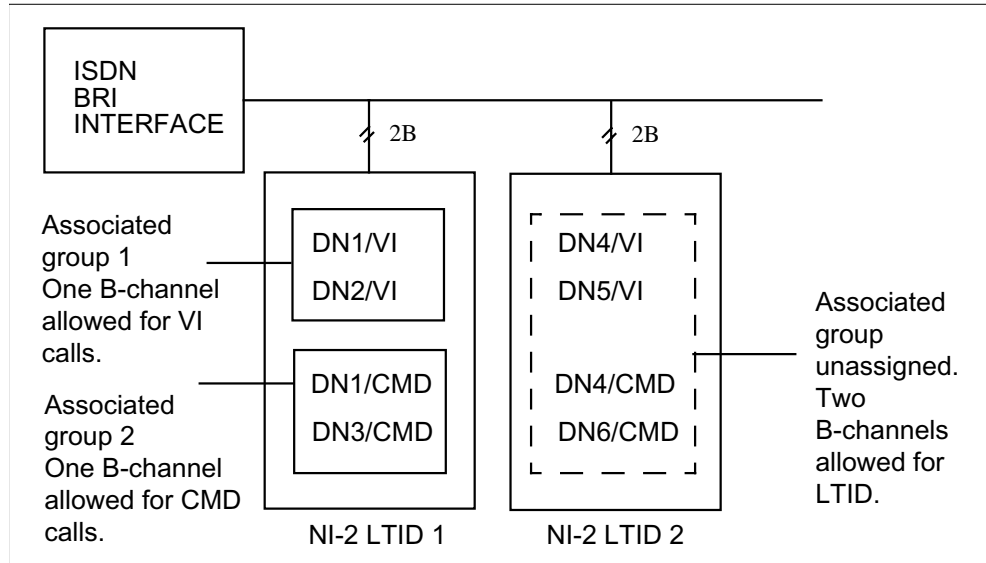 ISDN
BRI
INTERFACE
2B
2B
Associated
group 1
One B-channel
allowed for VI
calls.
DN1/VI
DN2/VI
DN4/VI
DN5/VI
Associated
group 2
One B-channel
allowed for CMD
calls.
DN1/CMD
DN3/CMD
DN4/CMD
DN6/CMD
Associated
group
unassigned.
Two
B-channels
allowed for
LTID.
NI-2 LTID 1
NI-2 LTID 2